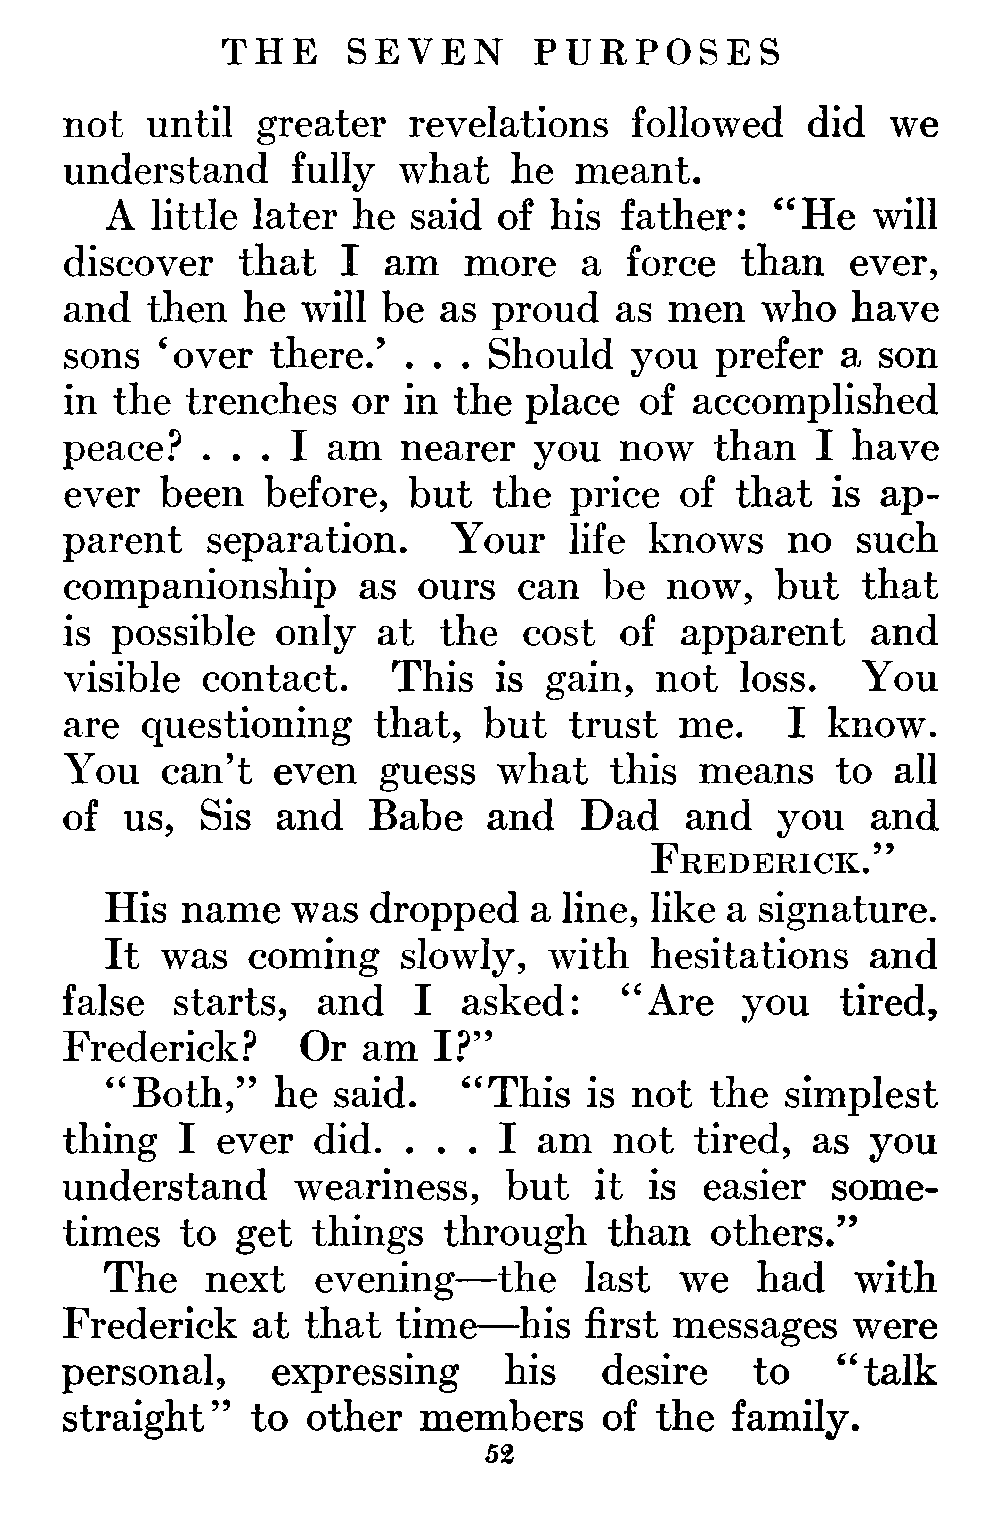 THE SEVEN PURPOSES
not until greater revelations followed did we
understand fully what he meant.
A little later he said of his father: “He will
discover that I am more a force than ever,
and then he will be as proud as men who have
sons ‘over there.’ . . . Should you prefer a son
in the trenches or in the place of accomplished
peace? . . . I am nearer you now than I have
ever been before, but the price of that is ap-
parent separation. Your life knows no such
companionship as ours can be now, but that
is possible only at the cost of apparent and
visible contact. This is gain, not loss. You
are questioning that, but trust me. I know.
You can’t even guess what this means to all
of us, Sis and Babe and Dad and you and
FREDERICK.”
His name was dropped a line, like a signature.
It was coming slowly, with hesitations and
false starts, and I asked: “Are you tired,
Frederick? Or am I?”
“Both,” he said. “This is not the simplest
thing I ever did. . . . I am not tired, as you
understand weariness, but it is easier some-
times to get things through than others.”
The next evening—the last we had with
Frederick at that time—his first messages were
personal, expressing his desire to “talk
straight” to other members of the family.
52